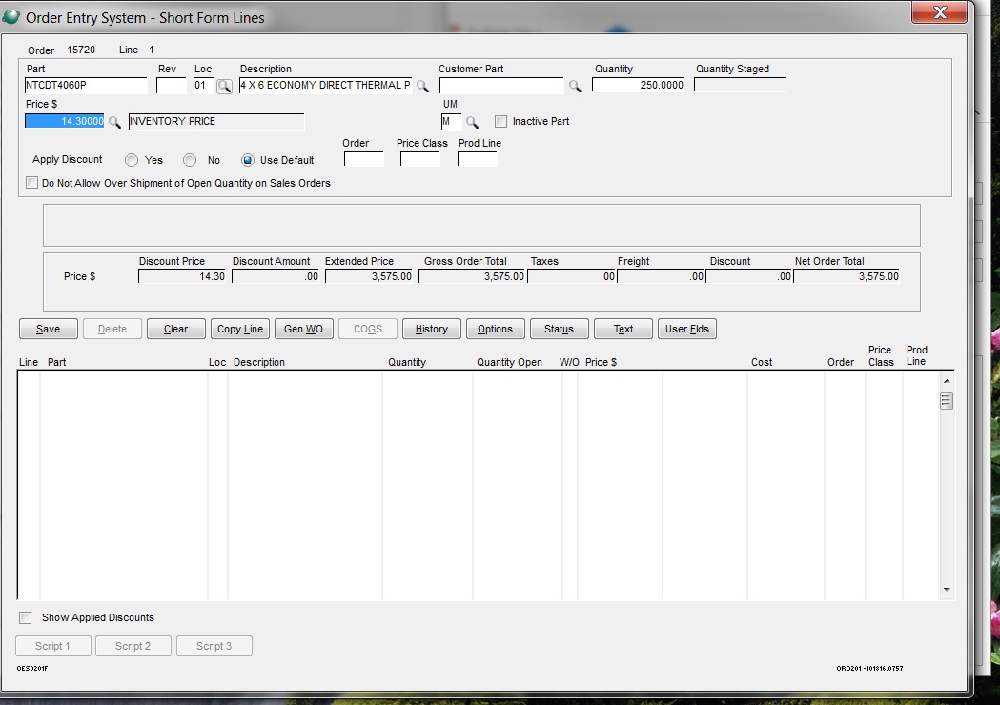 Order Entry System - Short Form Lines
Order 15720 Line 1
Part Rev Loc Description Customer Part Quantity Quantity Staged
NTCDT4060P 01 4 X 6 ECONOMY DIRECT THERMAL P 250.0000
Price $ UM
14.30000 INVENTORY PRICE M Inactive Part
Order Price Class Prod Line
Apply Discount Yes No Use Default
Do Not Allow Over Shipment of Open Quantity on Sales Orders
Discount Price Discount Amount Extended Price Gross Order Total Taxes Freight Discount Net Order Total
Price $ 14.30 .00 3,575.00 3,575.00 .00 .00 .00 3,575.00
Save Delete Clear Copy Line Gen WO COGS History Options Status Text User Flds
Line Part Loc Description Quantity Quantity Open W/O Price $ Cost Order Price Class Prod Line
Show Applied Discounts
Script 1 Script 2 Script 3
OES0201F ORD201 -101816.0757